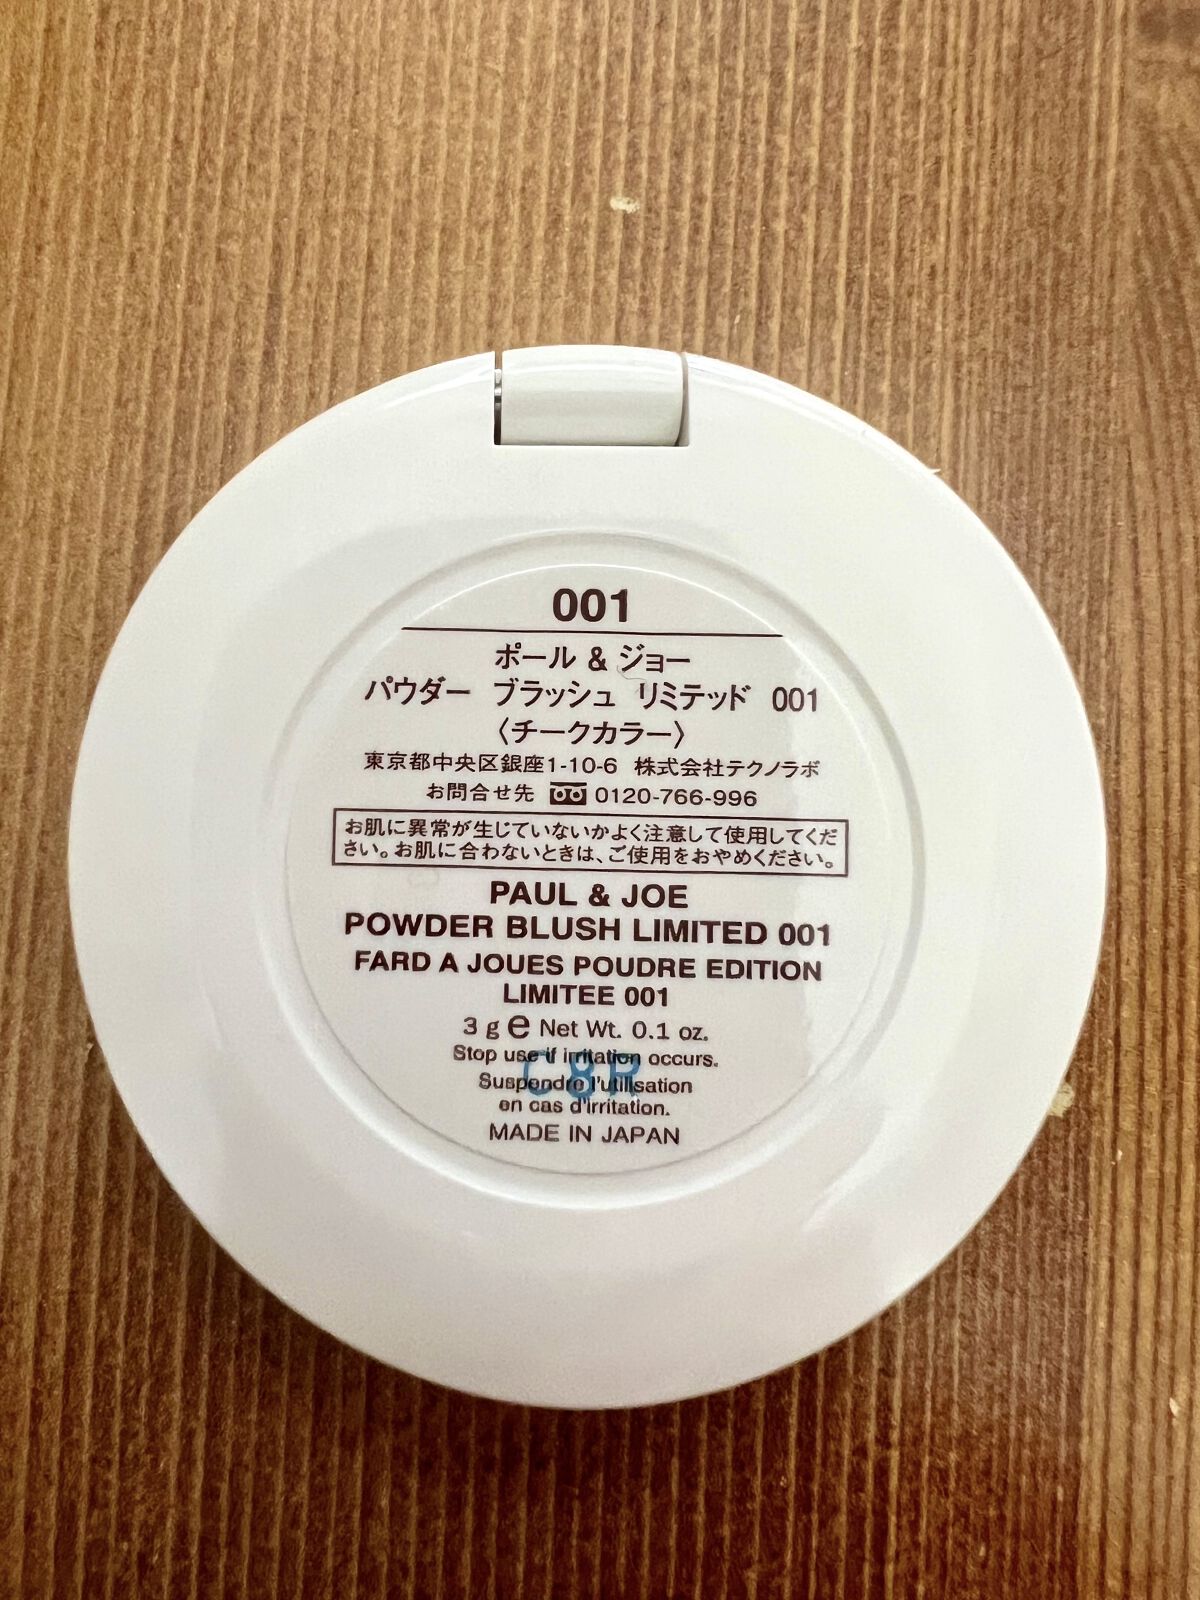 001
ポール & ジョー
パウダー ブラッシュ リミテッド 001
〈チークカラー〉
東京都中央区銀座1-10-6 株式会社テクノラボ
お問合せ先 0120-766-996
お肌に異常が生じていないかよく注意して使用してくだ
さい。お肌に合わないときは、ご使用をおやめください。
PAUL & JOE
POWDER BLUSH LIMITED 001
FARD A JOUES POUDRE EDITION
LIMITEE 001
3 g e Net Wt. 0.1 oz.
Stop use if irritation occurs.
C8R
Suspendre l'utilisation
en cas d'irritation.
MADE IN JAPAN